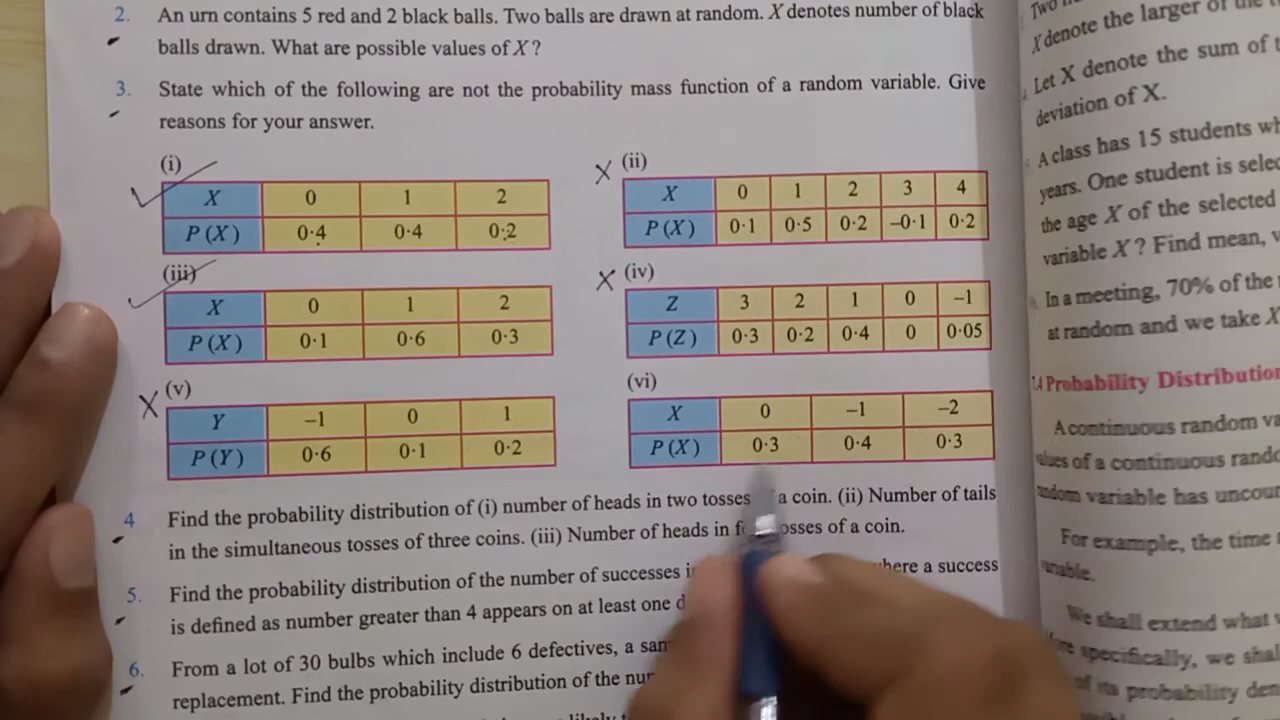 2. An urn contains 5 red and 2 black balls. Two balls are drawn at random. X denotes number of black
balls drawn. What are possible values of X?
3. State which of the following are not the probability mass function of a random variable. Give
reasons for your answer.
(i)
X 0 1 2
P(X) 0·4 0·4 0·2
(ii)
X 0 1 2 3 4
P(X) 0·1 0·5 0·2 –0·1 0·2
(iii)
X 0 1 2
P(X) 0·1 0·6 0·3
(iv)
Z 3 2 1 0 –1
P(Z) 0·3 0·2 0·4 0 0·05
(v)
Y –1 0 1
P(Y) 0·6 0·1 0·2
(vi)
X 0 –1 –2
P(X) 0·3 0·4 0·3
4 Find the probability distribution of (i) number of heads in two tosses a coin. (ii) Number of tails
in the simultaneous tosses of three coins. (iii) Number of heads in tosses of a coin.
5. Find the probability distribution of the number of successes a success
is defined as number greater than 4 appears on at least one
6. From a lot of 30 bulbs which include 6 defectives, a
replacement. Find the probability distribution of the
X denote the larger of the
Let X denote the sum of
deviation of X.
A class has 15 students
years. One student is
the age X of the selected
variable X? Find mean,
In a meeting, 70% of the
at random and we take X
Probability Distribution
A continuous random
of a continuous
variable has
For example, the time
We shall extend what
specifically, we
of its probability